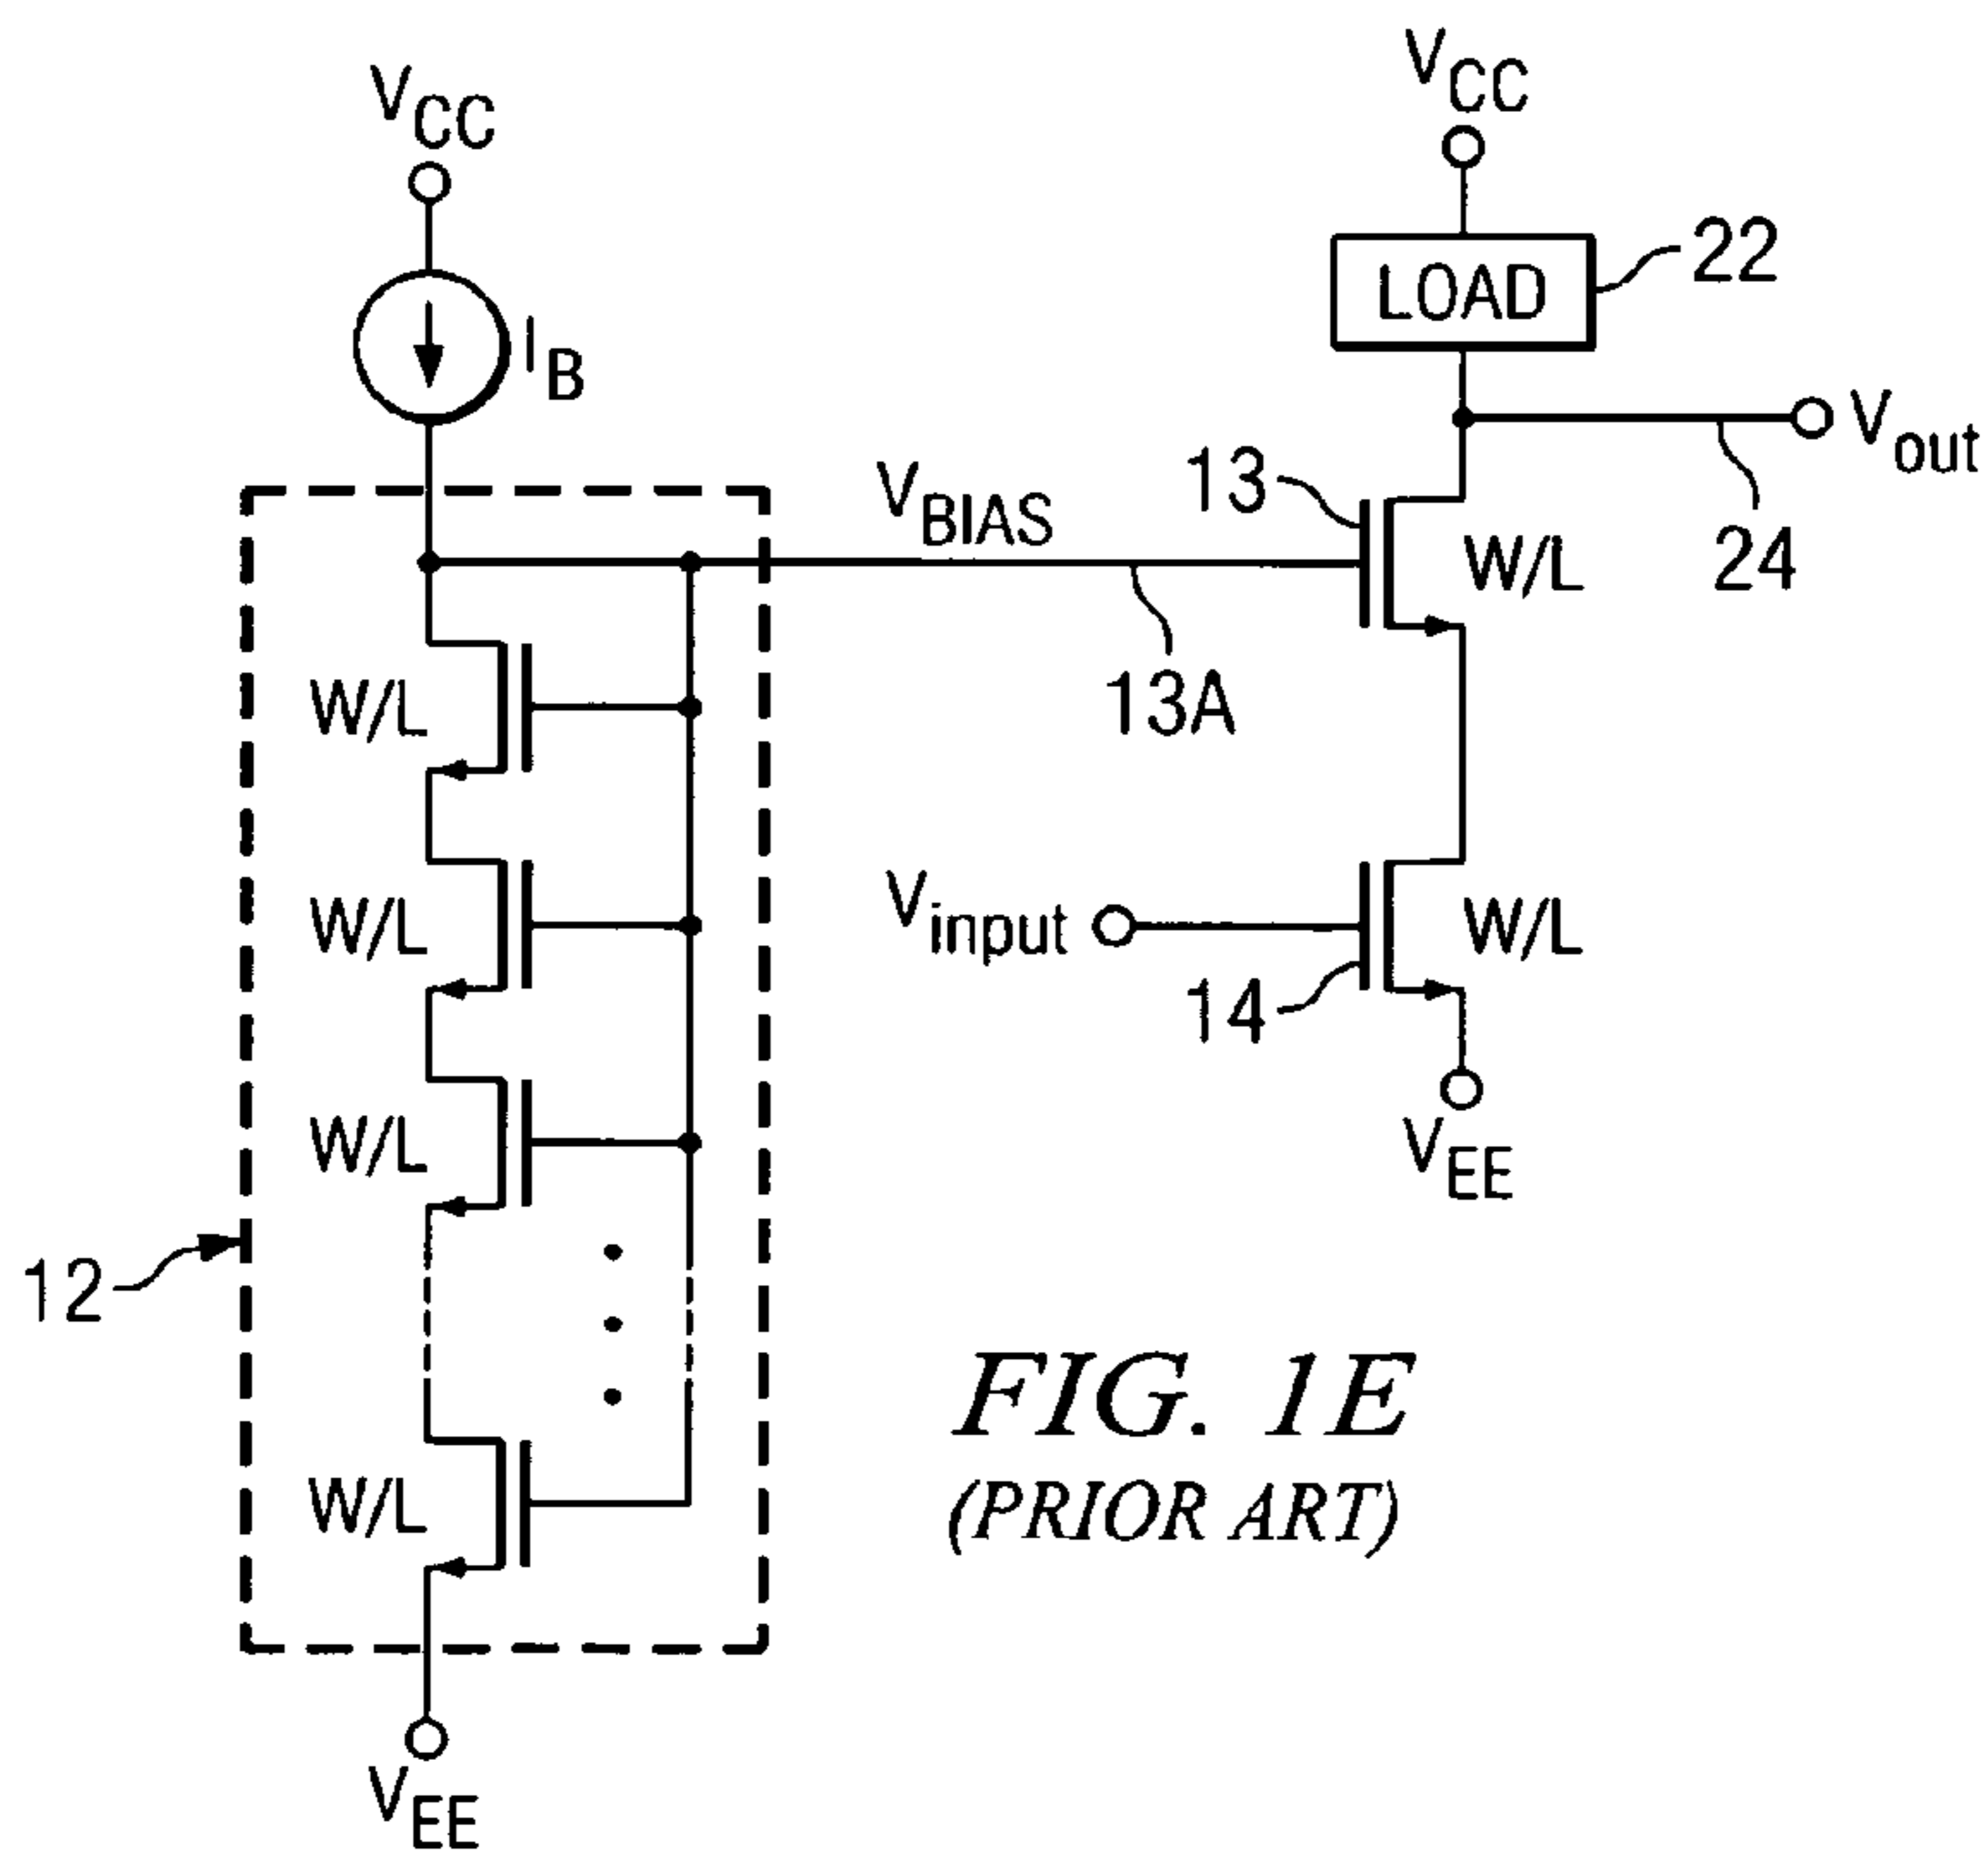 VCC
IB
VBIAS
13A
W/L
W/L
W/L
W/L
12
VEE
VCC
LOAD
22
Vout
24
13
W/L
Vinput
14
W/L
VEE
FIG. 1E
(PRIOR ART)